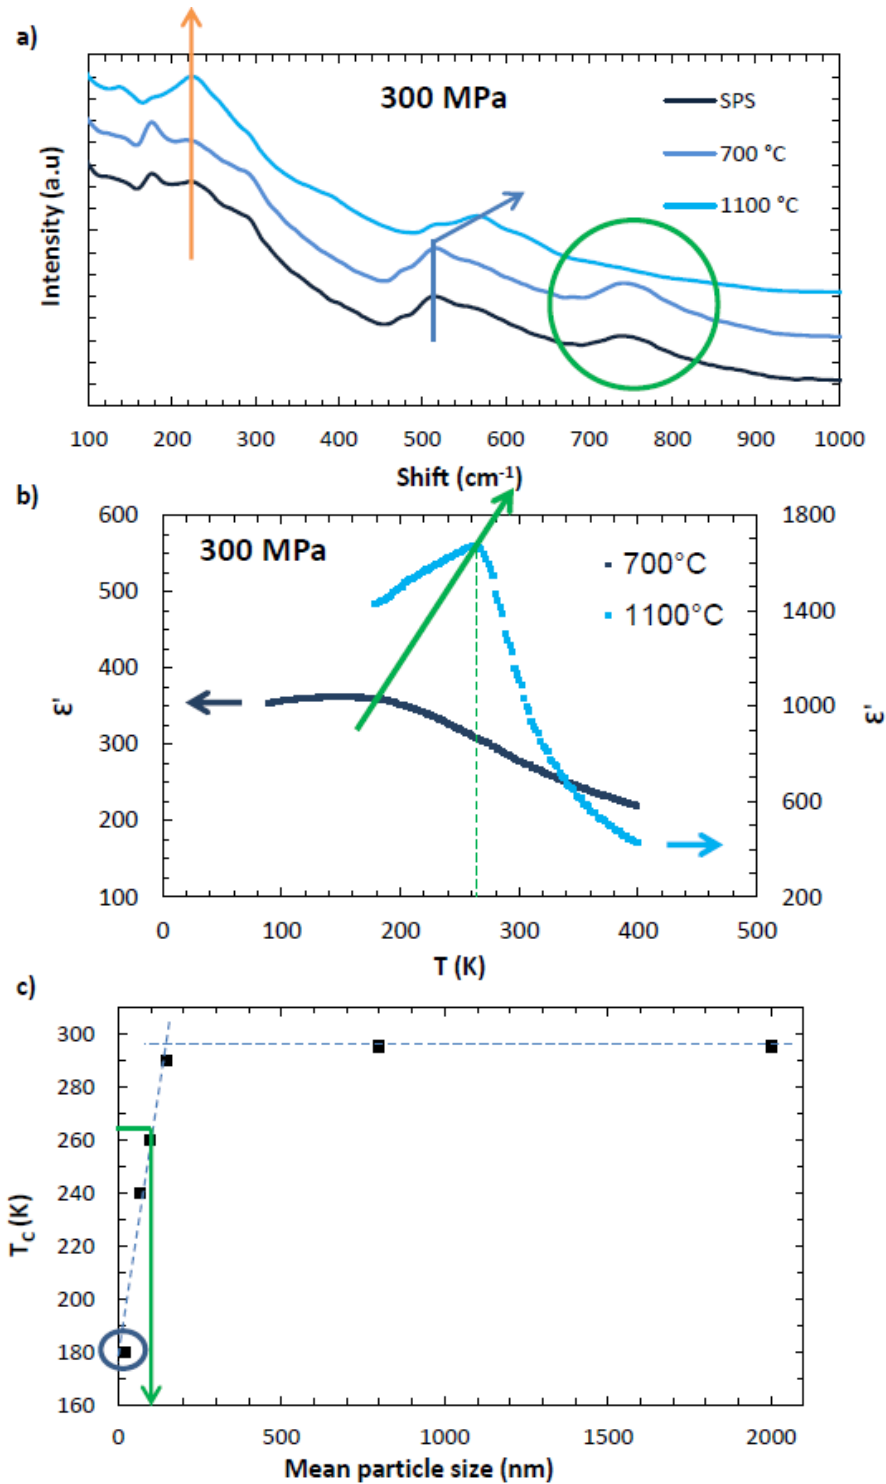 a)
300 MPa
SPS
700 °C
1100 °C
Intensity (a.u)
100 200 300 400 500 600 700 800 900 1000
Shift (cm⁻¹)
b)
600
500
400
300
200
100
300 MPa
700°C
1100°C
1800
1400
1000
600
200
ε'
ε'
0 100 200 300 400 500
T (K)
c)
300
280
260
240
220
200
180
160
T_C (K)
0 500 1000 1500 2000
Mean particle size (nm)